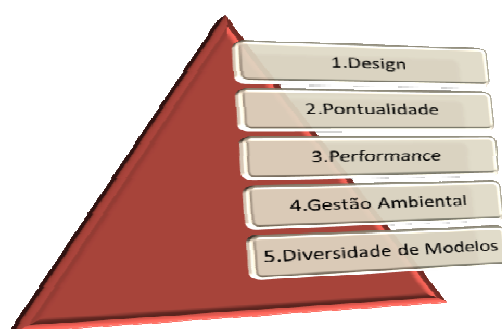 1.Design
2.Pontualidade
3.Performance
4.Gestão Ambiental
5.Diversidade de Modelos